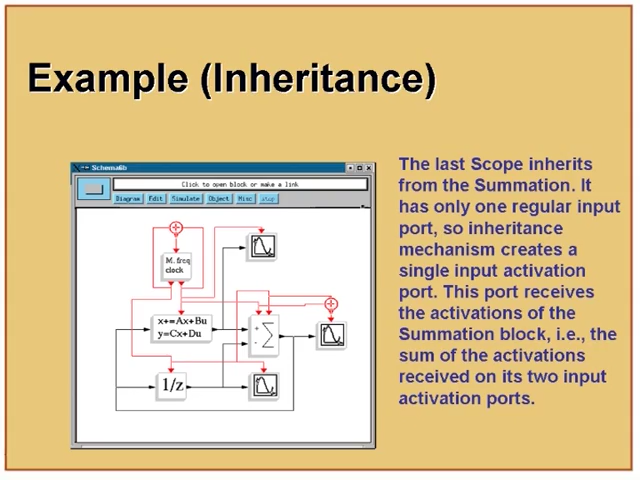 Example (Inheritance)
Schema6b
Click to open block or make a link
Diagram Edit Simulate Object Misc stop
M. freq
clock
x+=Ax+Bu
y=Cx+Du
+
-
Σ
1/z
The last Scope inherits
from the Summation. It
has only one regular input
port, so inheritance
mechanism creates a
single input activation
port. This port receives
the activations of the
Summation block, i.e., the
sum of the activations
received on its two input
activation ports.